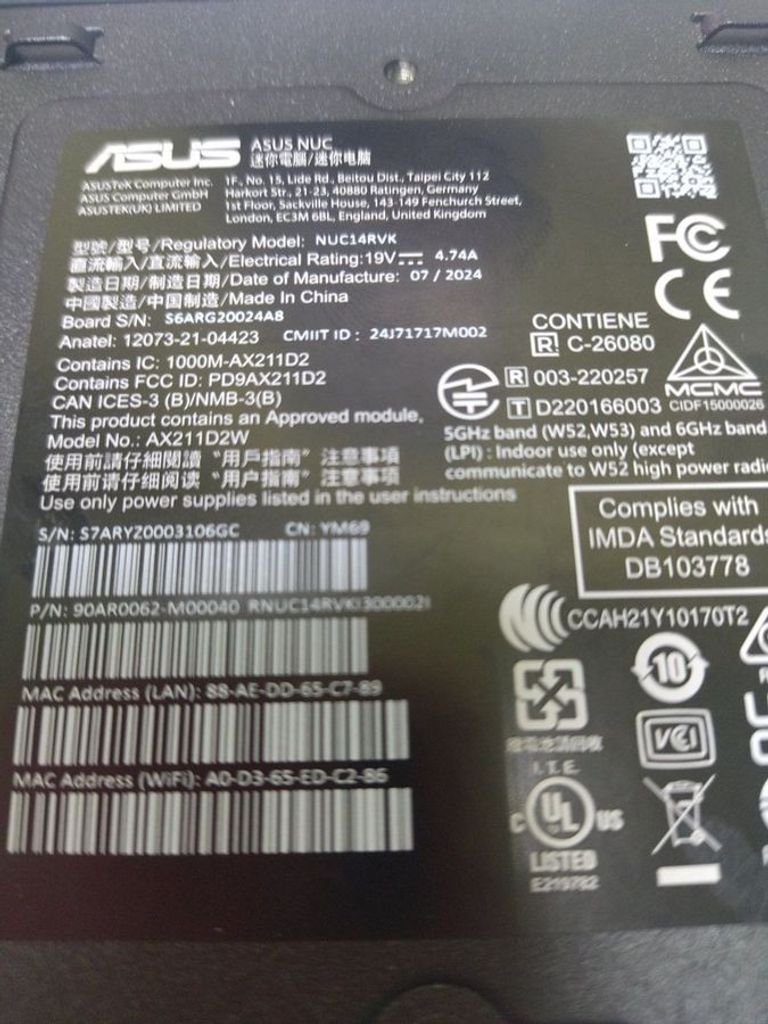 ASUS
ASUS NUC
迷你電腦/迷你电脑
ASUSTeK Computer Inc.
ASUS Computer GmbH
ASUSTEK(UK) LIMITED
1F., No. 15, Lide Rd., Beitou Dist., Taipei City 112
Harkort Str., 21-23, 40880 Ratingen, Germany
1st Floor, Sackville House, 143-149 Fenchurch Street,
London, EC3M 6BL, England, United Kingdom
型號/型号/Regulatory Model: NUC14RVK
直流輸入/直流输入/Electrical Rating:19V 4.74A
製造日期/制造日期/Date of Manufacture: 07 / 2024
中國製造/中国制造/Made In China
Board S/N: S6ARG20024A8
Anatel: 12073-21-04423 CMIIT ID : 24J71717M002
Contains IC: 1000M-AX211D2
Contains FCC ID: PD9AX211D2
CAN ICES-3 (B)/NMB-3(B)
This product contains an Approved module,
Model No.: AX211D2W
使用前請仔細閱讀 "用戶指南" 注意事項
使用前请仔细阅读 "用户指南" 注意事项
Use only power supplies listed in the user instructions
S/N: S7ARYZ0003106GC CN: YM69
P/N: 90AR0062-M00040 RNUC14RVKI300002I
MAC Address (LAN): 88-AE-DD-65-C7-89
MAC Address (WiFi): A0-D3-65-ED-C2-86
FC
CE
CONTIENE
R C-26080
MCMC
CIDF15000026
R 003-220257
T D220166003
5GHz band (W52,W53) and 6GHz band
(LPI) : Indoor use only (except
communicate to W52 high power radio
Complies with
IMDA Standards
DB103778
CCAH21Y10170T2
10
VCI
廢電池請回收
I.T.E.
C UL US
LISTED
E219782